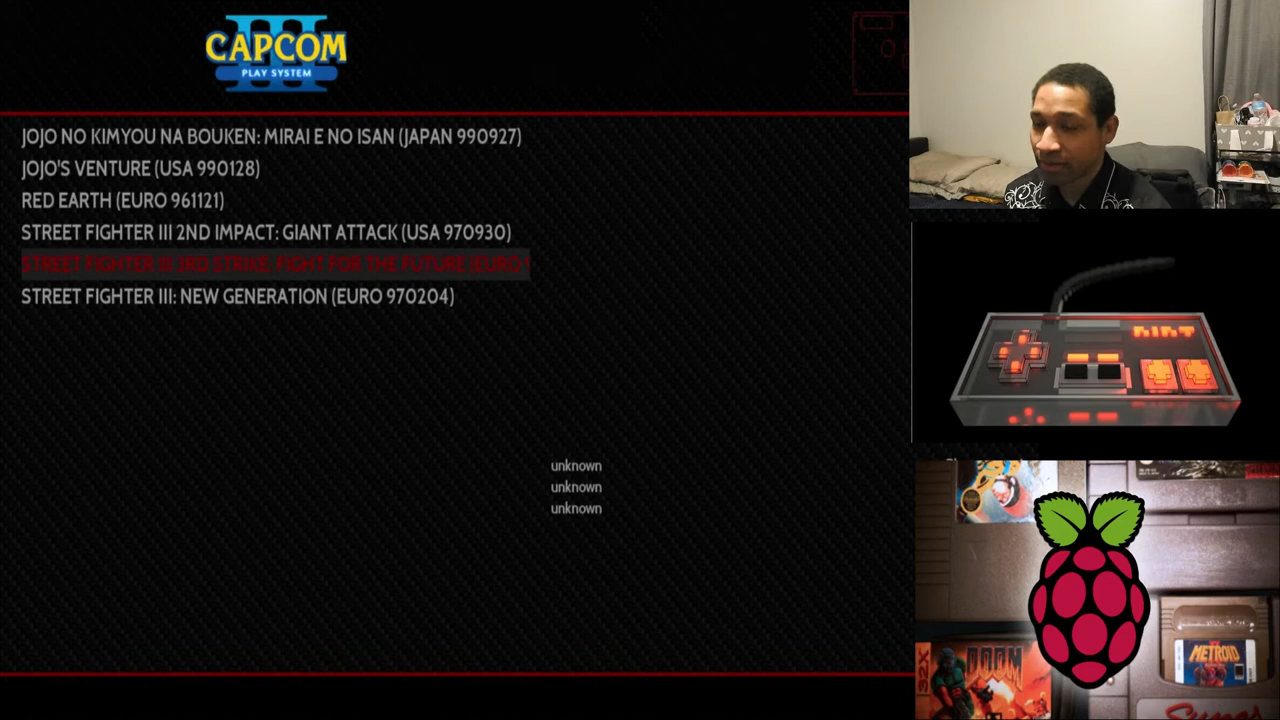 III
CAPCOM
PLAY SYSTEM
JOJO NO KIMYOU NA BOUKEN: MIRAI E NO ISAN (JAPAN 990927)
JOJO'S VENTURE (USA 990128)
RED EARTH (EURO 961121)
STREET FIGHTER III 2ND IMPACT: GIANT ATTACK (USA 970930)
STREET FIGHTER III 3RD STRIKE: FIGHT FOR THE FUTURE (EURO
STREET FIGHTER III: NEW GENERATION (EURO 970204)
unknown
unknown
unknown
32X
DOOM
METROID
Super